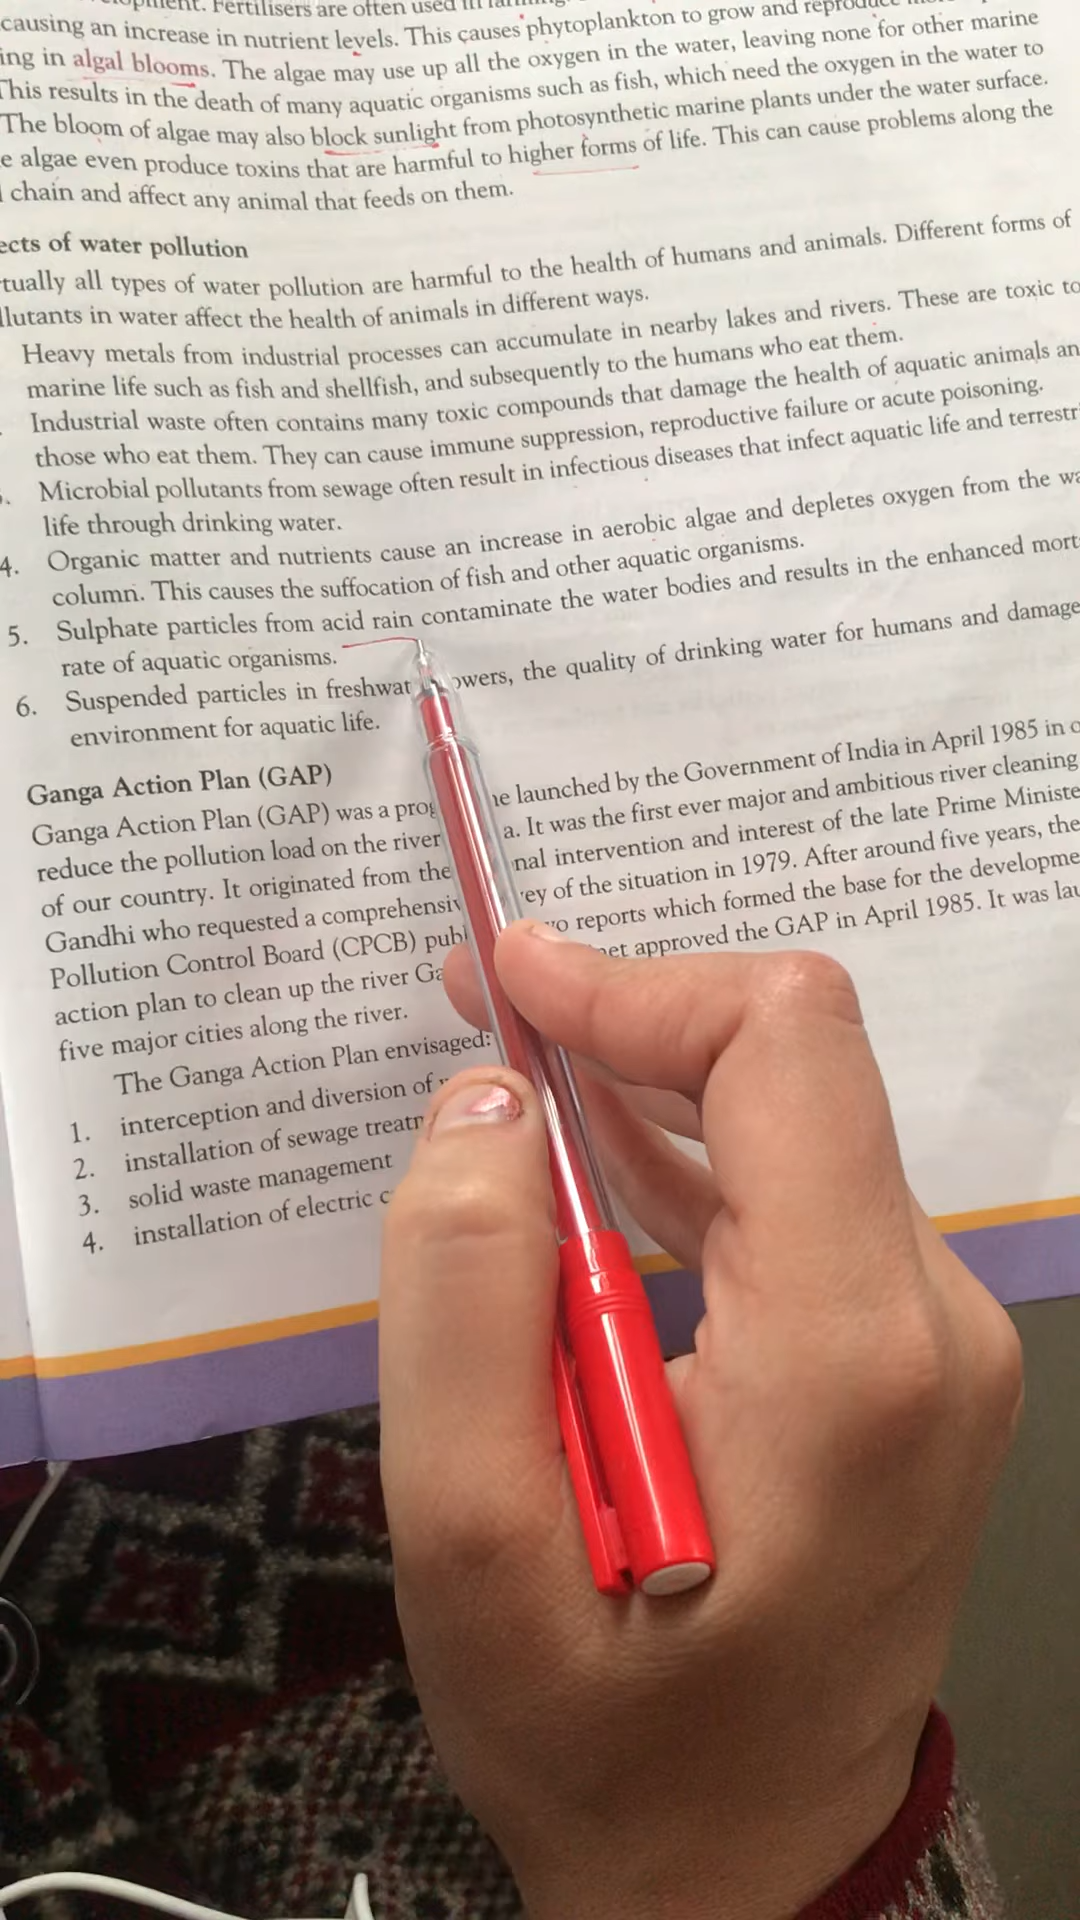 Fertilisers are often used in
causing an increase in nutrient levels. This causes phytoplankton to grow and
ing in algal blooms. The algae may use up all the oxygen in the water, leaving none for other marine
This results in the death of many aquatic organisms such as fish, which need the oxygen in the water to
The bloom of algae may also block sunlight from photosynthetic marine plants under the water surface.
e algae even produce toxins that are harmful to higher forms of life. This can cause problems along the
chain and affect any animal that feeds on them.
ects of water pollution
tually all types of water pollution are harmful to the health of humans and animals. Different forms of
llutants in water affect the health of animals in different ways.
Heavy metals from industrial processes can accumulate in nearby lakes and rivers. These are toxic to
marine life such as fish and shellfish, and subsequently to the humans who eat them.
Industrial waste often contains many toxic compounds that damage the health of aquatic animals an
those who eat them. They can cause immune suppression, reproductive failure or acute poisoning.
Microbial pollutants from sewage often result in infectious diseases that infect aquatic life and terrestri
life through drinking water.
4. Organic matter and nutrients cause an increase in aerobic algae and depletes oxygen from the wa
column. This causes the suffocation of fish and other aquatic organisms.
5. Sulphate particles from acid rain contaminate the water bodies and results in the enhanced mort
rate of aquatic organisms.
6. Suspended particles in freshwat owers, the quality of drinking water for humans and damage
environment for aquatic life.
Ganga Action Plan (GAP)
Ganga Action Plan (GAP) was a prog ne launched by the Government of India in April 1985 in o
reduce the pollution load on the river a. It was the first ever major and ambitious river cleaning
of our country. It originated from the nal intervention and interest of the late Prime Ministe
Gandhi who requested a comprehensiv ey of the situation in 1979. After around five years, the
Pollution Control Board (CPCB) publ wo reports which formed the base for the developme
action plan to clean up the river Ga net approved the GAP in April 1985. It was lau
five major cities along the river.
The Ganga Action Plan envisaged:
1. interception and diversion of
2. installation of sewage treatm
3. solid waste management
4. installation of electric c